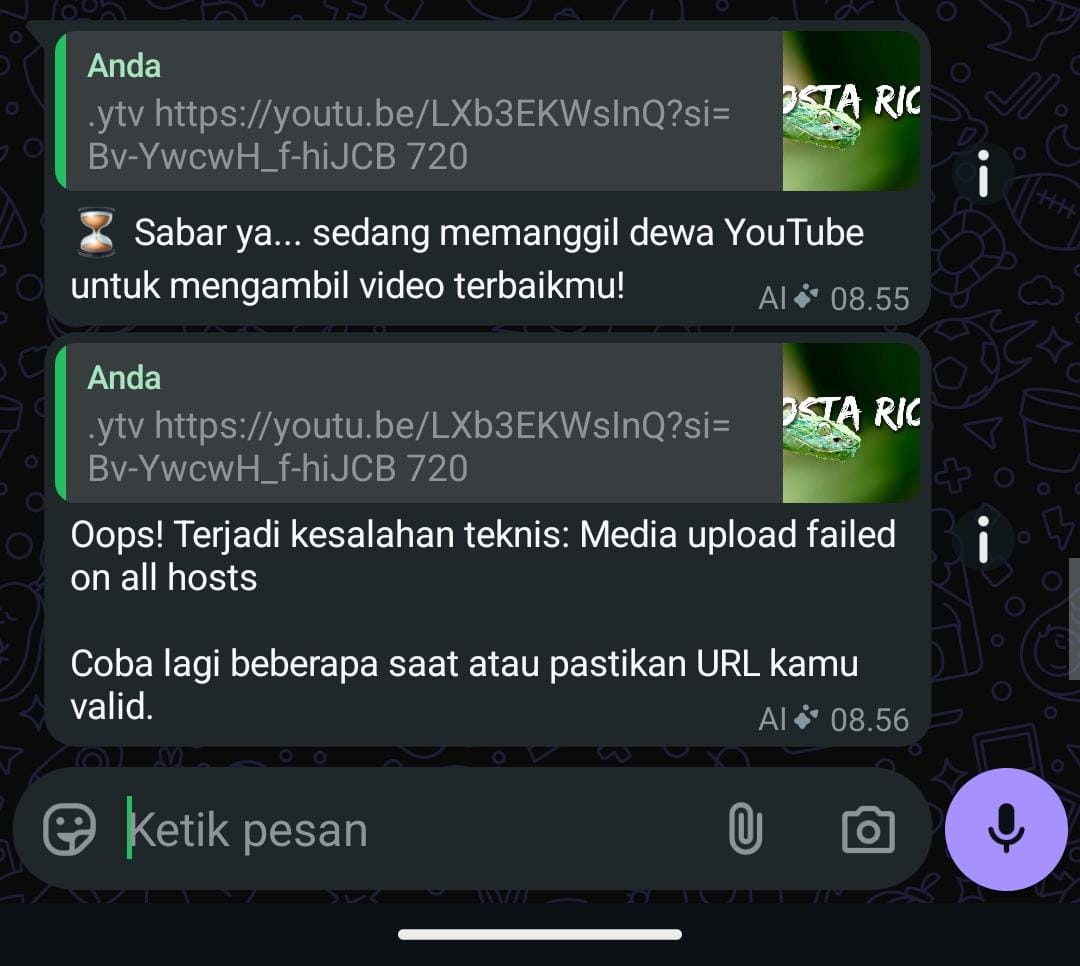 Anda
.ytv https://youtu.be/LXb3EKWsInQ?si=
Bv-YwcwH_f-hiJCB 720
OSTA RIC
⏳ Sabar ya... sedang memanggil dewa YouTube
untuk mengambil video terbaikmu!
AI 08.55
Anda
.ytv https://youtu.be/LXb3EKWsInQ?si=
Bv-YwcwH_f-hiJCB 720
OSTA RIC
Oops! Terjadi kesalahan teknis: Media upload failed
on all hosts
Coba lagi beberapa saat atau pastikan URL kamu
valid.
AI 08.56
Ketik pesan